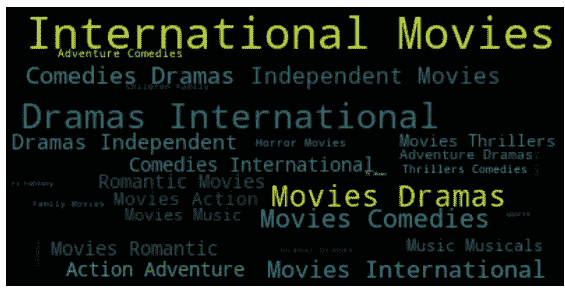 International Movies
Adventure Comedies
Comedies Dramas Independent Movies
Children Family
Dramas International
Dramas Independent Horror Movies Movies Thrillers
Adventure Dramas
Comedies International Thrillers Comedies
Romantic Movies
Movies Action Movies Dramas
Family Movies
Movies Music Movies Comedies
Movies Romantic Music Musicals
Action Adventure Movies International